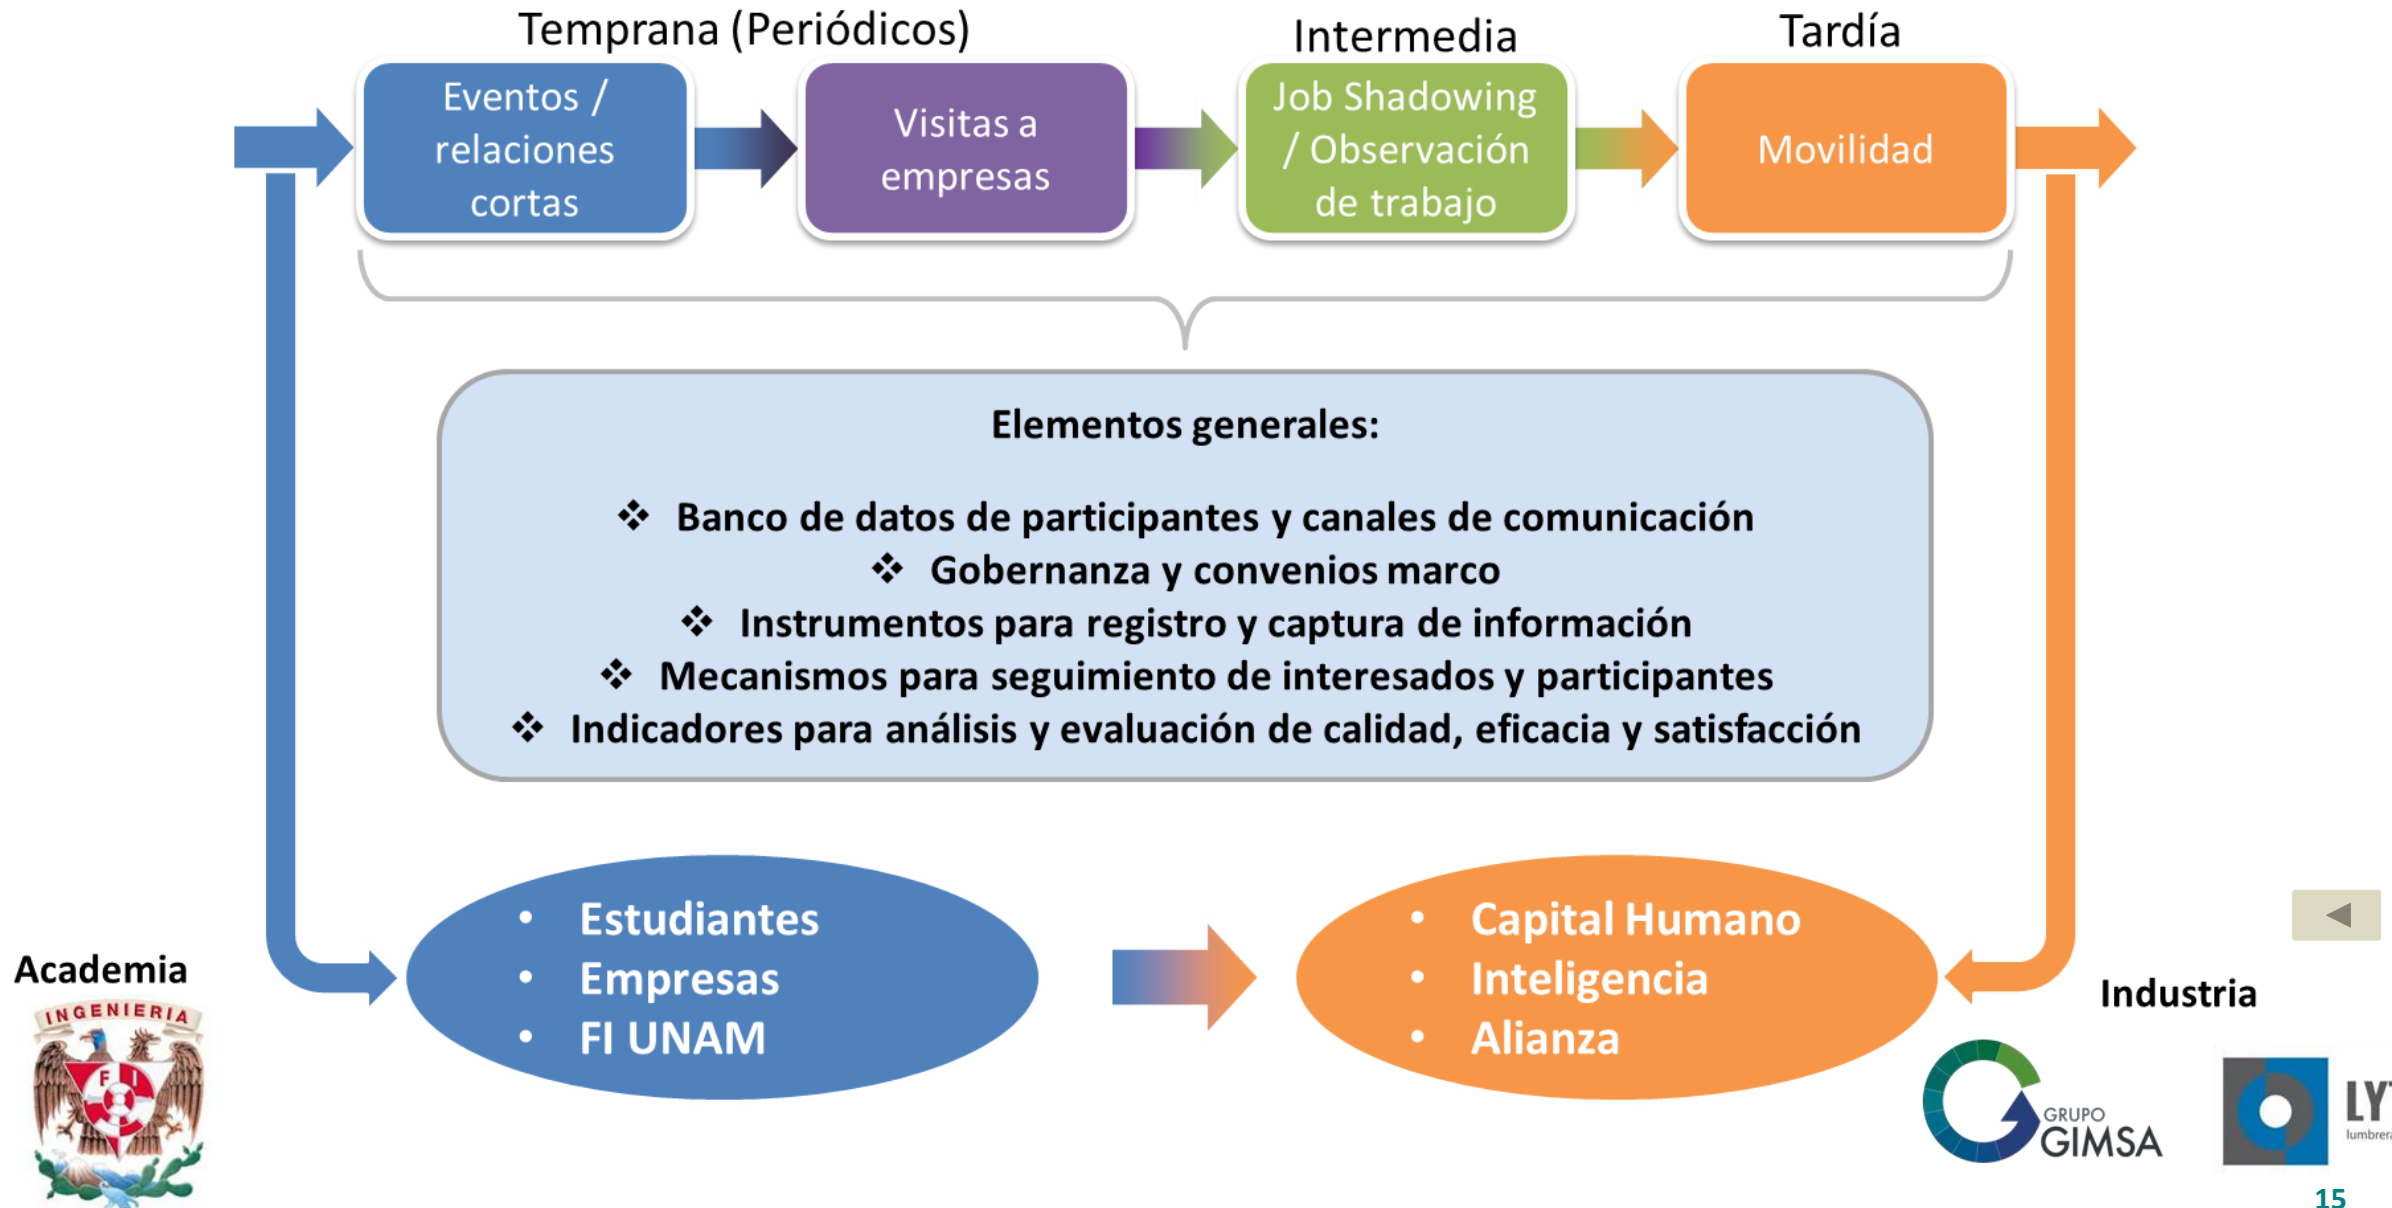 Temprana (Periódicos)
Intermedia
Tardía
Eventos /
relaciones
cortas
Visitas a
empresas
Job Shadowing
/ Observación
de trabajo
Movilidad
Elementos generales:
❖ Banco de datos de participantes y canales de comunicación
❖ Gobernanza y convenios marco
❖ Instrumentos para registro y captura de información
❖ Mecanismos para seguimiento de interesados y participantes
❖ Indicadores para análisis y evaluación de calidad, eficacia y satisfacción
• Estudiantes
• Empresas
• FI UNAM
• Capital Humano
• Inteligencia
• Alianza
Academia
INGENIERIA
F I
Industria
GRUPO
GIMSA
LY
lumbrera
15